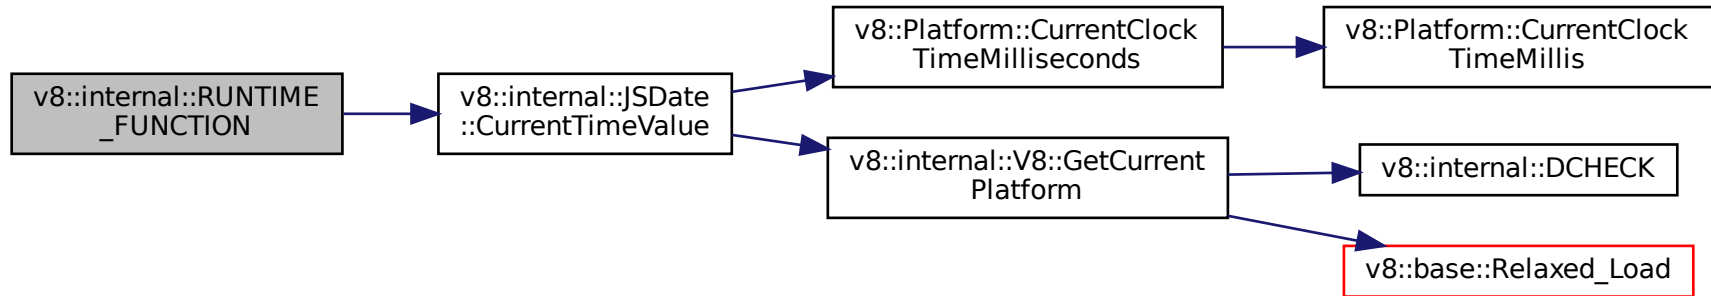 v8::internal::RUNTIME
_FUNCTION
v8::internal::JSDate
::CurrentTimeValue
v8::Platform::CurrentClock
TimeMilliseconds
v8::Platform::CurrentClock
TimeMillis
v8::internal::V8::GetCurrent
Platform
v8::internal::DCHECK
v8::base::Relaxed_Load